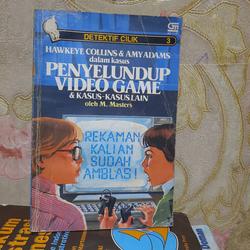 DETEKTIF CILIK
3
HAWKEYE COLLINS & AMY ADAMS
dalam kasus
PENYELUNDUP
VIDEO GAME
& KASUS-KASUS LAIN
oleh M. Masters
REKAMAN
KALIAN
SUDAH
AMBLAS!